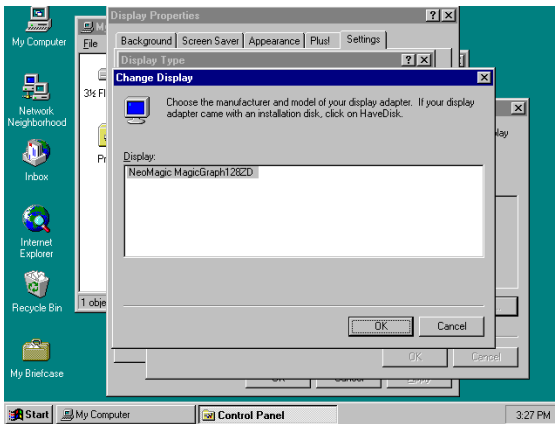 My Computer
Network
Neighborhood
Inbox
Internet
Explorer
Recycle Bin
My Briefcase
File
3½ Fl
1 obje
Display Properties
Background
Screen Saver
Appearance
Plus!
Settings
Display Type
Change Display
Choose the manufacturer and model of your display adapter. If your display
adapter came with an installation disk, click on HaveDisk.
Display:
NeoMagic MagicGraph128ZD
OK
Cancel
OK
Cancel
Start
My Computer
Control Panel
3:27 PM